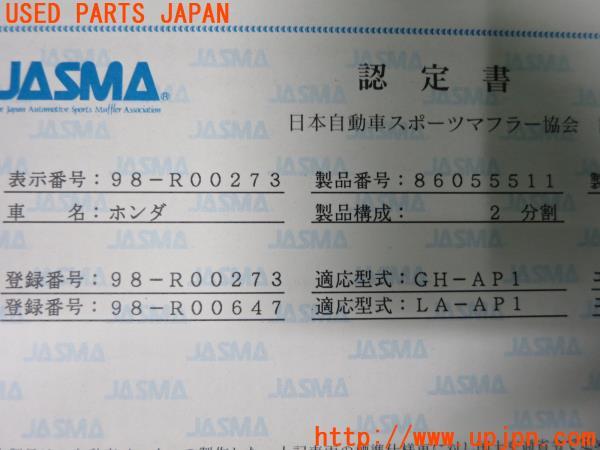 USED PARTS JAPAN
JASMA®
認定書
Japan Automotive Sports Muffler Association
日本自動車スポーツマフラー協会
表示番号：98－R00273 製品番号：86055511
車　名：ホンダ 製品構成：　2 分割
登録番号：98－R00273 適応型式：GH－AP1
登録番号：98－R00647 適応型式：LA－AP1
http://www.upjpn.com/